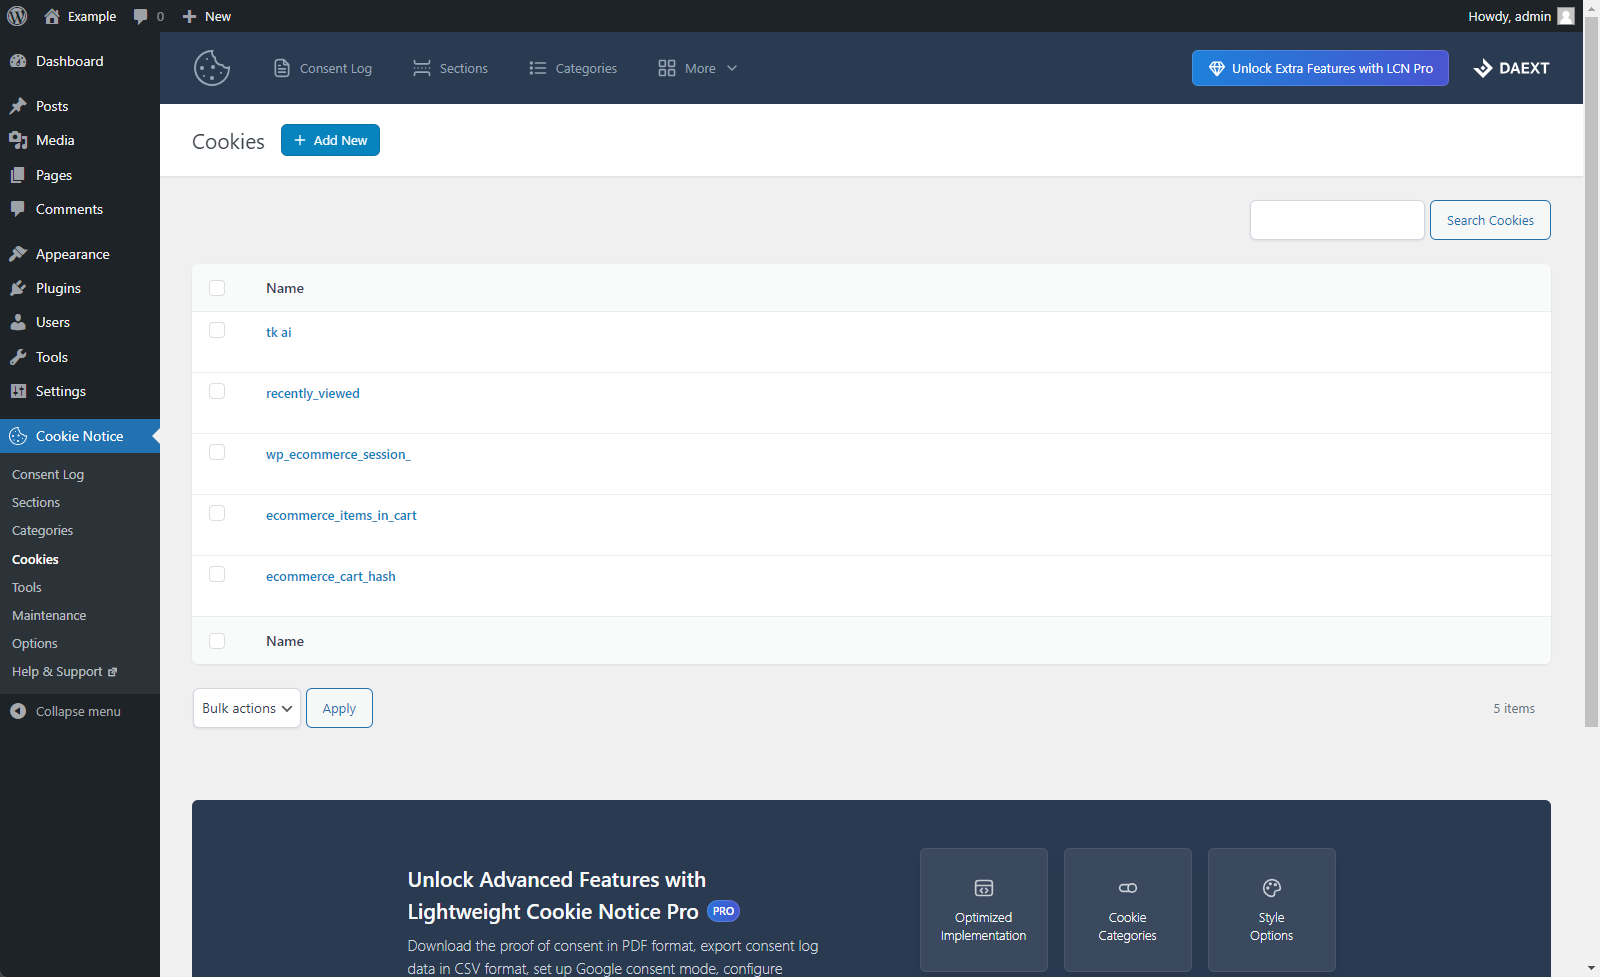 Example
0
New
Howdy, admin
Dashboard
Posts
Media
Pages
Comments
Appearance
Plugins
Users
Tools
Settings
Cookie Notice
Consent Log
Sections
Categories
Cookies
Tools
Maintenance
Options
Help & Support
Collapse menu
Consent Log
Sections
Categories
More
Unlock Extra Features with LCN Pro
DAEXT
Cookies
Add New
Search Cookies
Name
tk ai
recently_viewed
wp_ecommerce_session_
ecommerce_items_in_cart
ecommerce_cart_hash
Name
Bulk actions
Apply
5 items
Unlock Advanced Features with
Lightweight Cookie Notice Pro PRO
Download the proof of consent in PDF format, export consent log
data in CSV format, set up Google consent mode, configure
Optimized
Implementation
Cookie
Categories
Style
Options